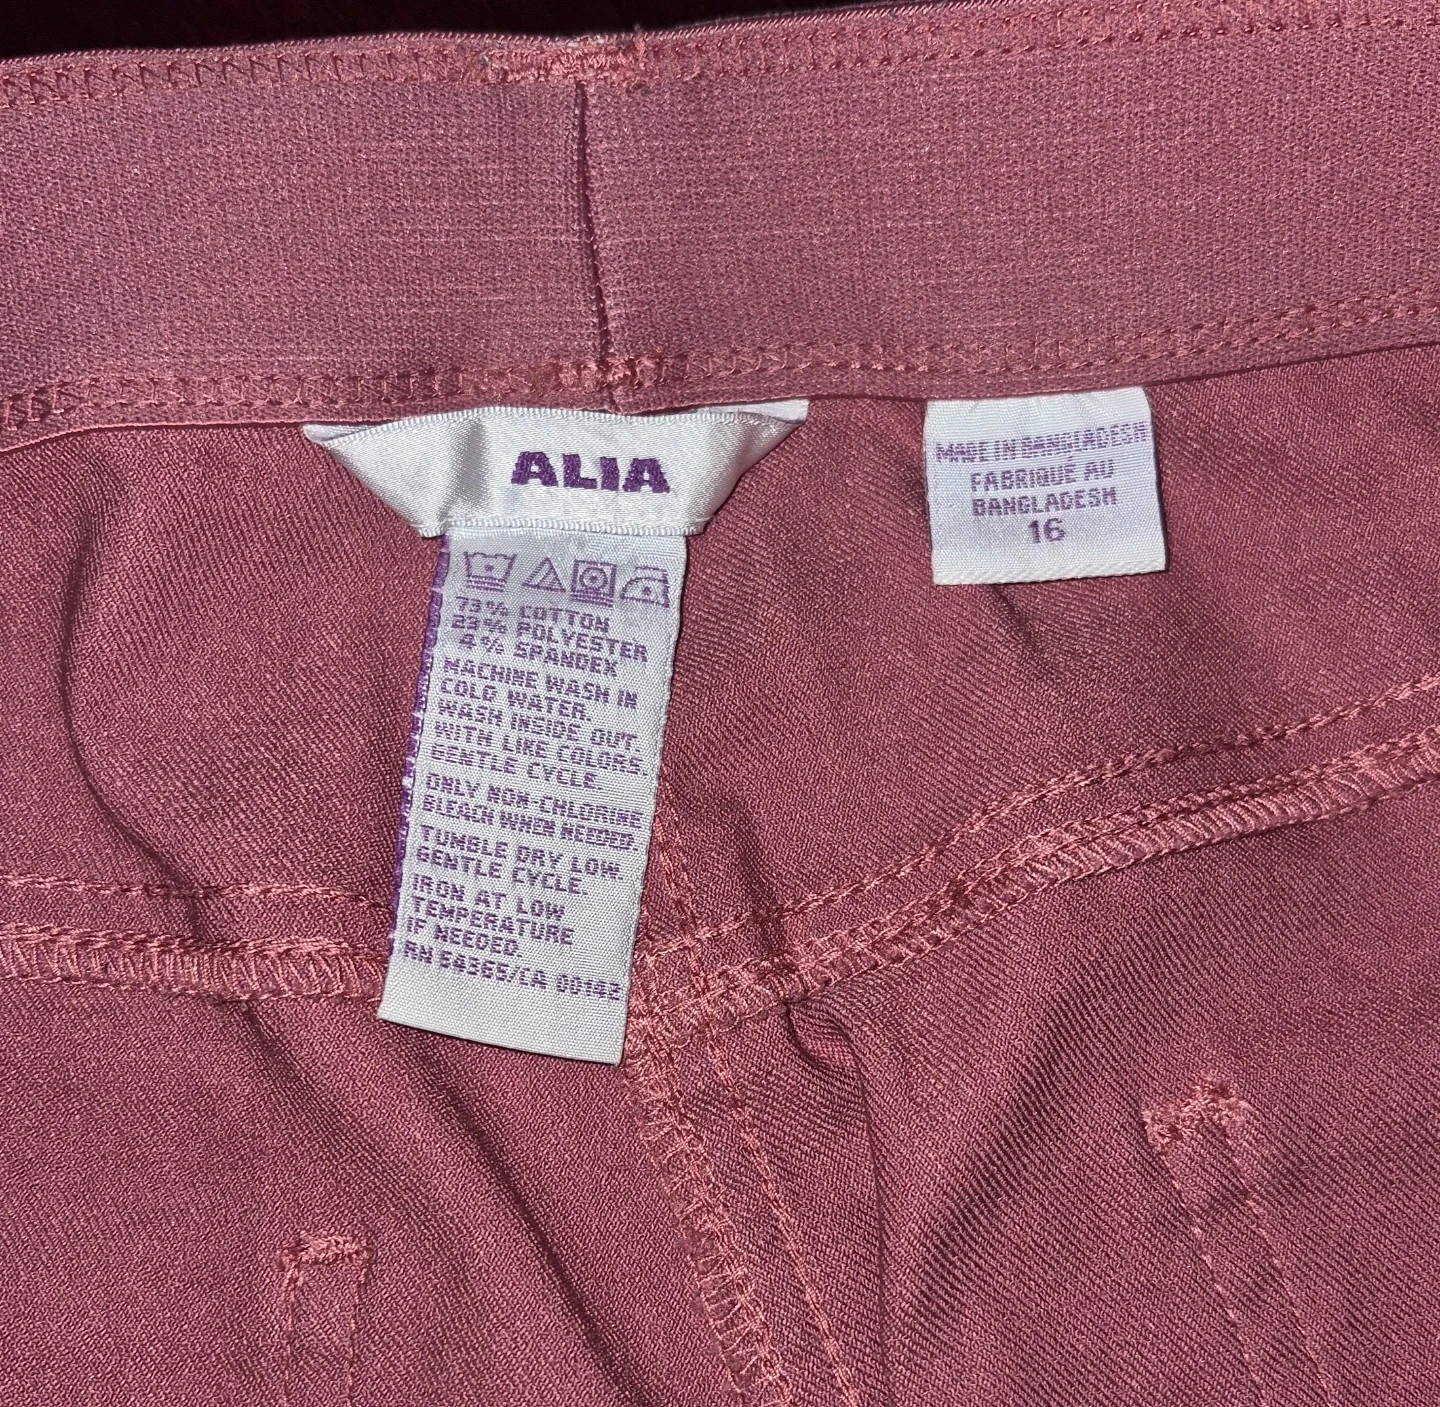 ALIA
73% COTTON
23% POLYESTER
4% SPANDEX
MACHINE WASH IN
COLD WATER.
WASH INSIDE OUT.
WITH LIKE COLORS.
GENTLE CYCLE.
ONLY NON-CHLORINE
BLEACH WHEN NEEDED.
TUMBLE DRY LOW
GENTLE CYCLE
IRON AT LOW
TEMPERATURE
IF NEEDED.
RN 54365/CA 00142
MADE IN BANGLADESH
FABRIQUÉ AU
BANGLADESH
16